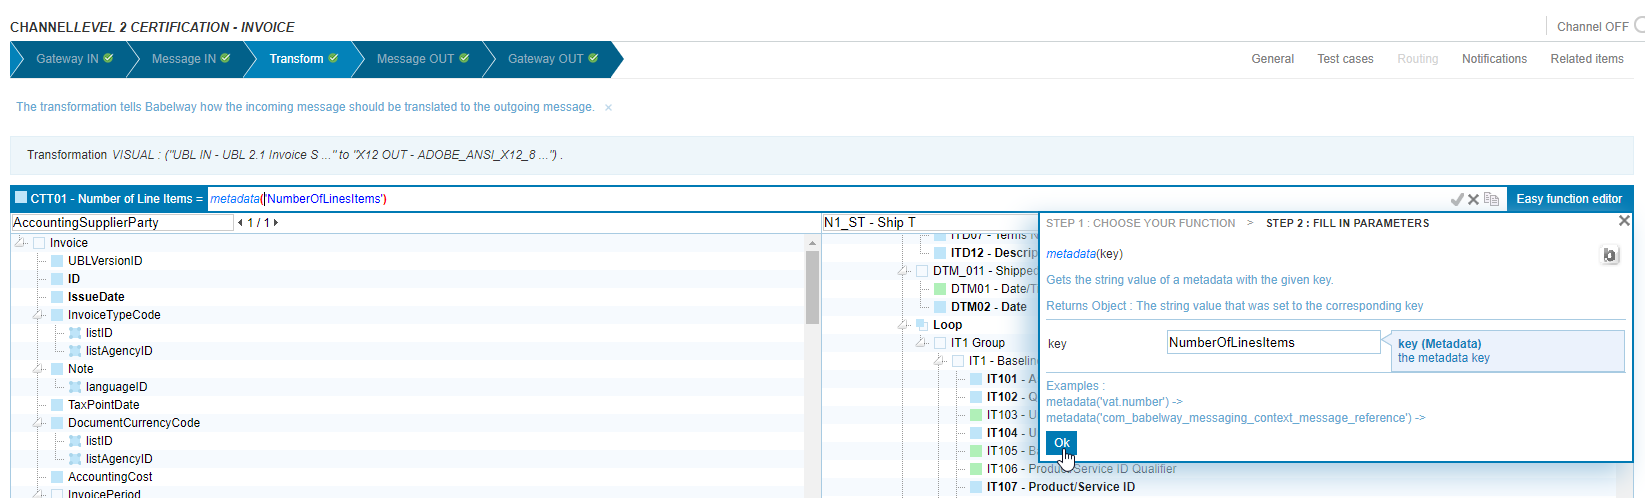 CHANNEL LEVEL 2 CERTIFICATION - INVOICE
Channel OFF
Gateway IN
Message IN
Transform
Message OUT
Gateway OUT
General
Test cases
Routing
Notifications
Related items
The transformation tells Babelway how the incoming message should be translated to the outgoing message. ×
Transformation VISUAL : ("UBL IN - UBL 2.1 Invoice S ..." to "X12 OUT - ADOBE_ANSI_X12_8 ...") .
CTT01 - Number of Line Items = metadata('NumberOfLinesItems')
Easy function editor
AccountingSupplierParty
1 / 1
Invoice
UBLVersionID
ID
IssueDate
InvoiceTypeCode
listID
listAgencyID
Note
languageID
TaxPointDate
DocumentCurrencyCode
listID
listAgencyID
AccountingCost
InvoicePeriod
N1_ST - Ship T
ITD07 - Terms N
ITD12 - Descrip
DTM_011 - Shipped
DTM01 - Date/T
DTM02 - Date
Loop
IT1 Group
IT1 - Baselin
IT101 - A
IT102 - Q
IT103 - U
IT104 - U
IT105 - Ba
IT106 - Product/Service ID Qualifier
IT107 - Product/Service ID
STEP 1 : CHOOSE YOUR FUNCTION > STEP 2 : FILL IN PARAMETERS
metadata(key)
Gets the string value of a metadata with the given key.
Returns Object : The string value that was set to the corresponding key
key
NumberOfLinesItems
key (Metadata)
the metadata key
Examples :
metadata('vat.number') ->
metadata('com_babelway_messaging_context_message_reference') ->
Ok